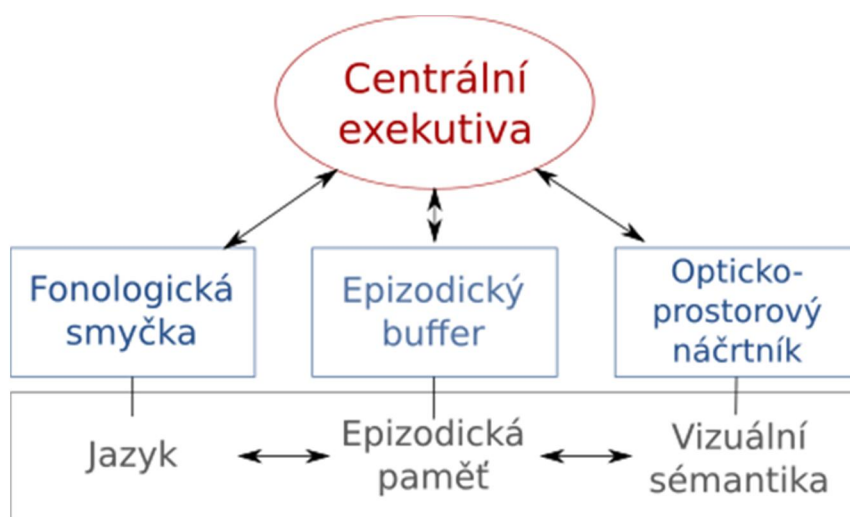 Centrální
exekutiva
Fonologická
smyčka
Epizodický
buffer
Opticko-
prostorový
náčrtník
Jazyk
Epizodická
paměť
Vizuální
sémantika